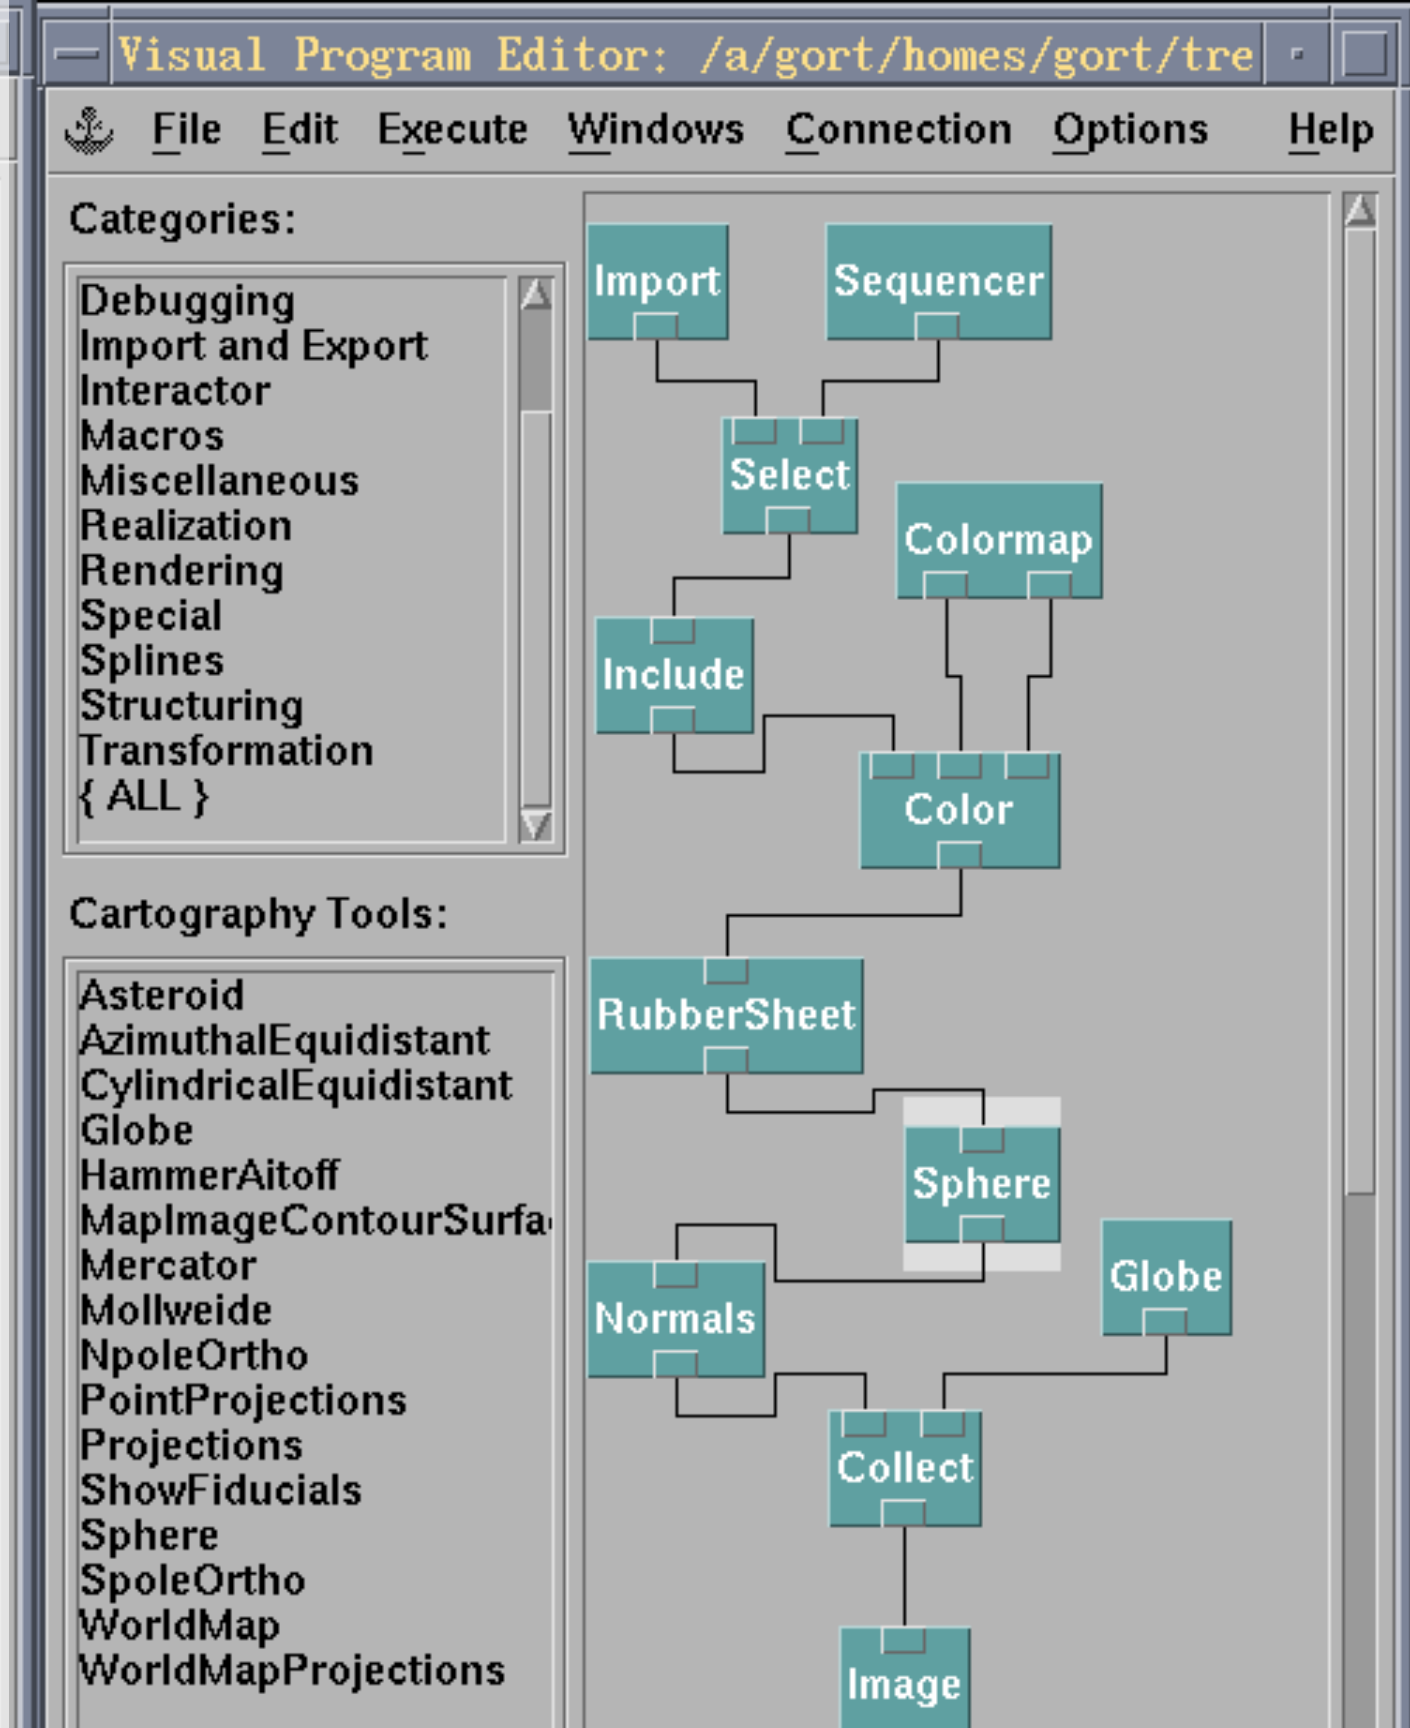 Visual Program Editor: /a/gort/homes/gort/tre
File Edit Execute Windows Connection Options Help
Categories:
Debugging
Import and Export
Interactor
Macros
Miscellaneous
Realization
Rendering
Special
Splines
Structuring
Transformation
{ ALL }
Cartography Tools:
Asteroid
AzimuthalEquidistant
CylindricalEquidistant
Globe
HammerAitoff
MapImageContourSurfa
Mercator
Mollweide
NpoleOrtho
PointProjections
Projections
ShowFiducials
Sphere
SpoleOrtho
WorldMap
WorldMapProjections
Import
Sequencer
Select
Colormap
Include
Color
RubberSheet
Sphere
Globe
Normals
Collect
Image